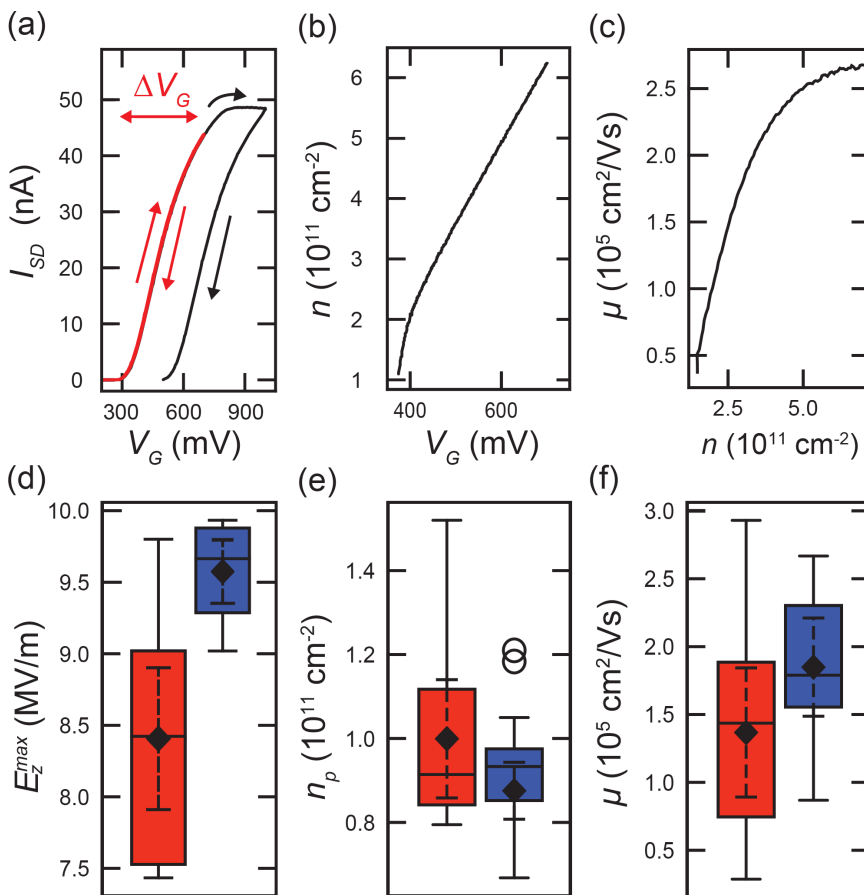 (a)
50
40
30
20
10
0
I_SD (nA)
ΔV_G
300 600 900
V_G (mV)
(b)
6
5
4
3
2
1
n (10^11 cm^-2)
400 600
V_G (mV)
(c)
2.5
2.0
1.5
1.0
0.5
μ (10^5 cm^2/Vs)
2.5 5.0
n (10^11 cm^-2)
(d)
10.0
9.5
9.0
8.5
8.0
7.5
E_z^max (MV/m)
(e)
1.4
1.2
1.0
0.8
n_p (10^11 cm^-2)
(f)
3.0
2.5
2.0
1.5
1.0
0.5
μ (10^5 cm^2/Vs)